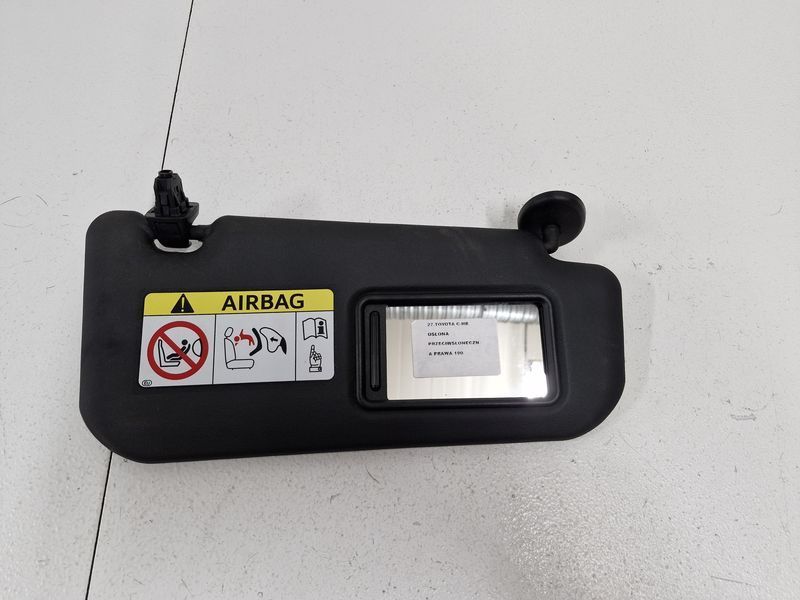 AIRBAG
27.TOYOTA C-HR
OSŁONA
PRZECIWSŁONECZN
A PRAWA 100